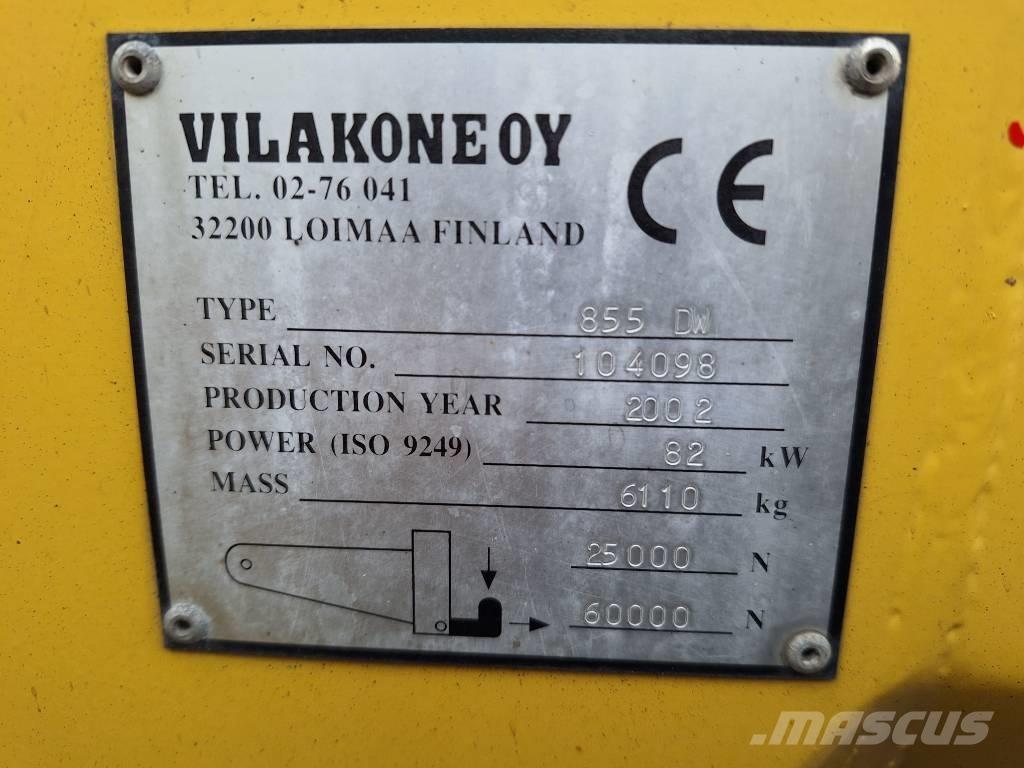 VILAKONE OY
TEL. 02-76 041
32200 LOIMAA FINLAND
CE
TYPE 855 DW
SERIAL NO. 104098
PRODUCTION YEAR 2002
POWER (ISO 9249) 82 kW
MASS 6110 kg
25000 N
60000 N
MASCUS